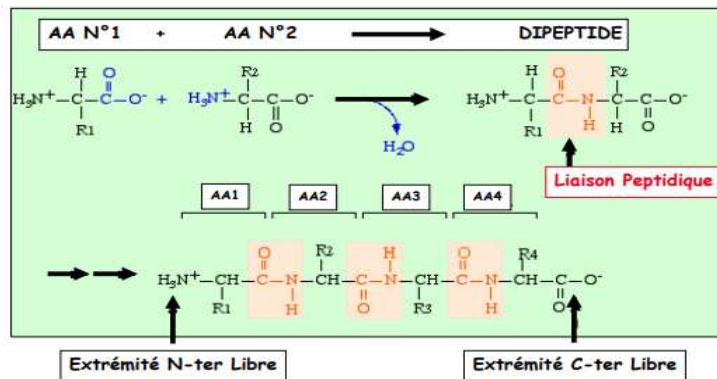 AA N°1 + AA N°2 DIPEPTIDE
H O R2 H O R2
H₃N⁺—C—C—O⁻ + H₃N⁺—C—C—O⁻ H₃N⁺—C—C—N—C—C—O⁻
R1 H O R1 H H O
H₂O
Liaison Peptidique
AA1 AA2 AA3 AA4
O R2 H O R4
H₃N⁺—CH—C—N—CH—C—N—CH—C—N—CH—C—O⁻
R1 H O R3 H O
Extrémité N-ter Libre Extrémité C-ter Libre